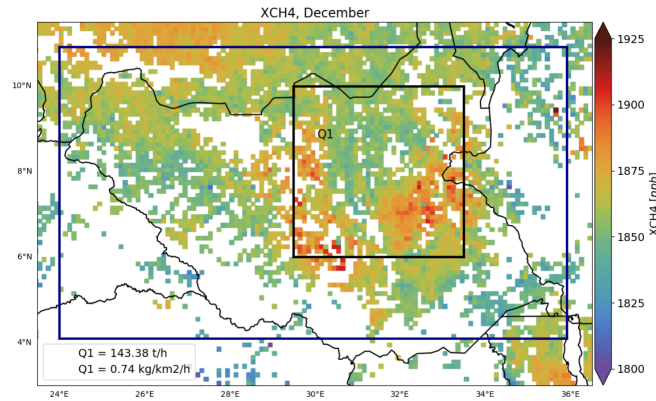 XCH4, December
1925
10°N
1900
Q1
8°N
1875
XCH4 [ppb]
1850
6°N
1825
4°N
Q1 = 143.38 t/h
Q1 = 0.74 kg/km2/h
1800
24°E 26°E 28°E 30°E 32°E 34°E 36°E